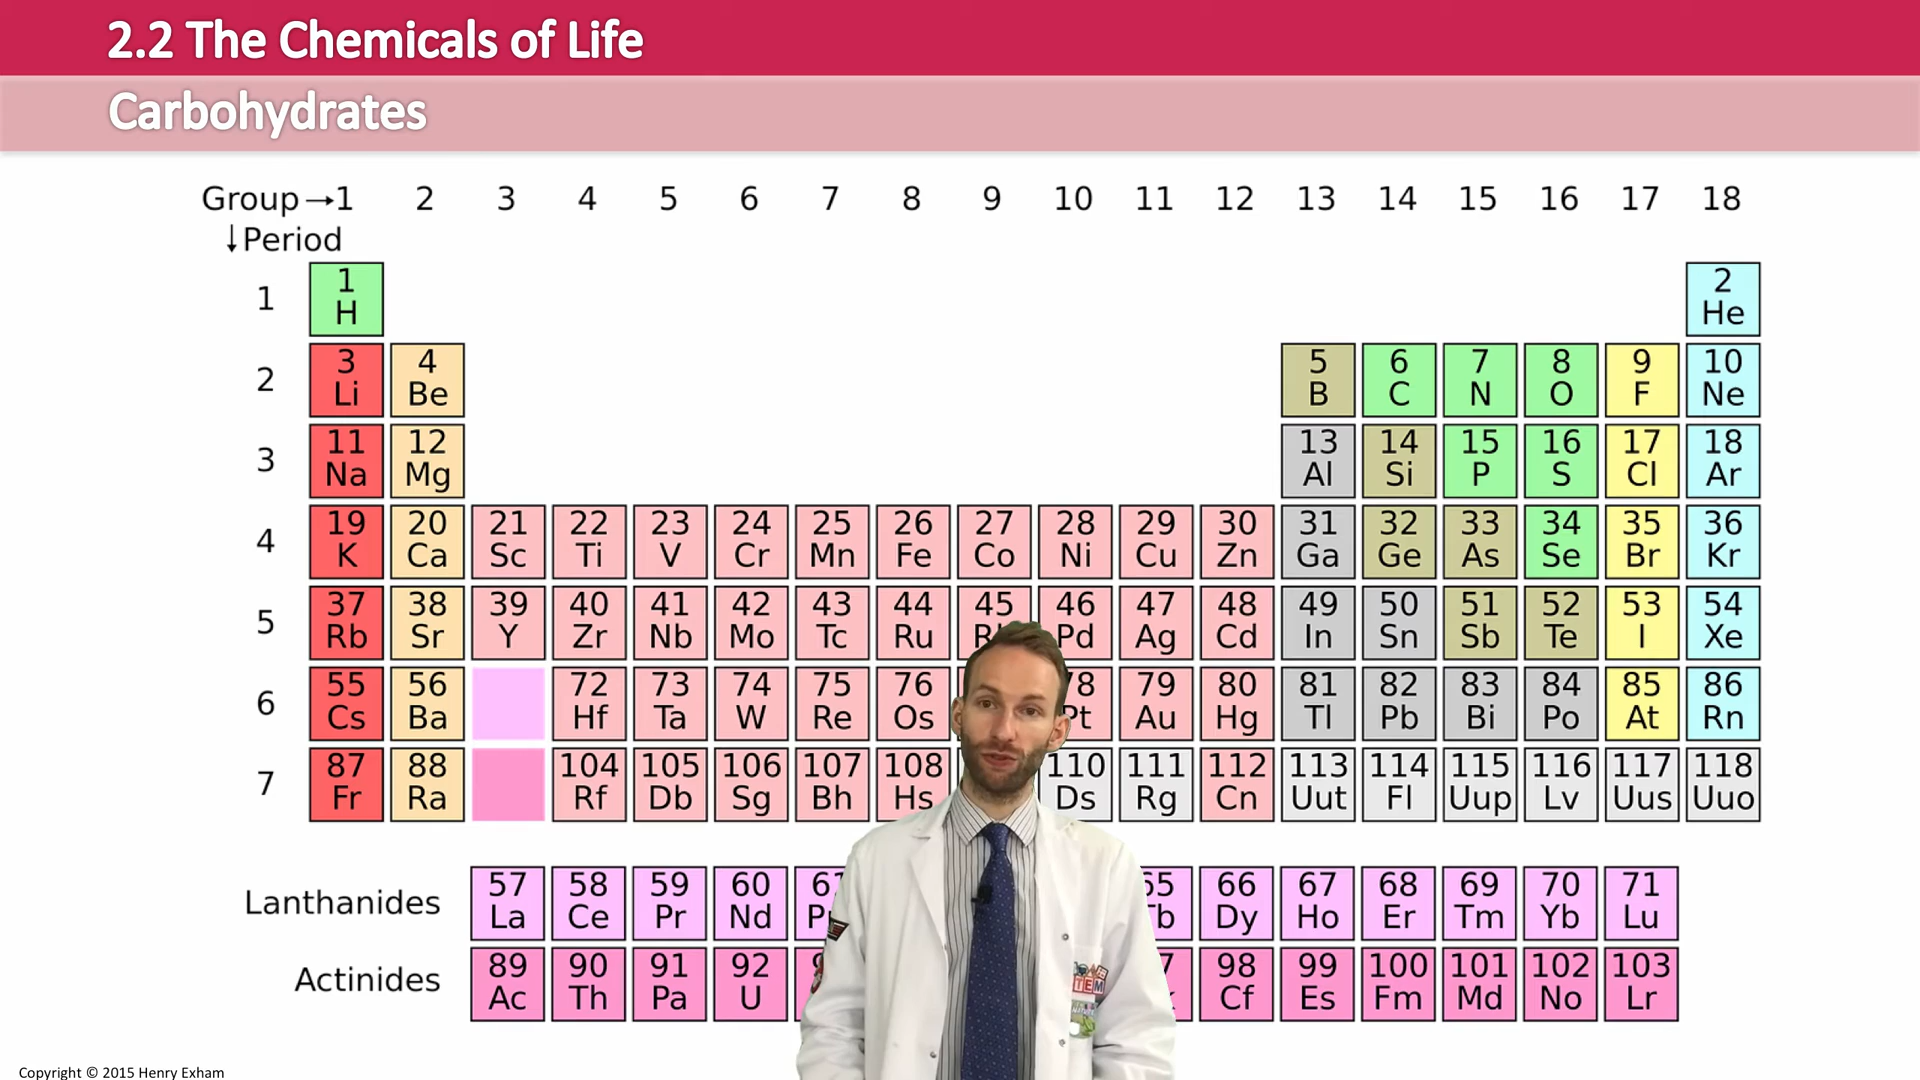 2.2 The Chemicals of Life
Carbohydrates
Group →1 2 3 4 5 6 7 8 9 10 11 12 13 14 15 16 17 18
↓Period
1 1 2
H He
2 3 4 5 6 7 8 9 10
Li Be B C N O F Ne
3 11 12 13 14 15 16 17 18
Na Mg Al Si P S Cl Ar
4 19 20 21 22 23 24 25 26 27 28 29 30 31 32 33 34 35 36
K Ca Sc Ti V Cr Mn Fe Co Ni Cu Zn Ga Ge As Se Br Kr
5 37 38 39 40 41 42 43 44 45 46 47 48 49 50 51 52 53 54
Rb Sr Y Zr Nb Mo Tc Ru Pd Ag Cd In Sn Sb Te I Xe
6 55 56 72 73 74 75 76 79 80 81 82 83 84 85 86
Cs Ba Hf Ta W Re Os Pt Au Hg Tl Pb Bi Po At Rn
7 87 88 104 105 106 107 108 110 111 112 113 114 115 116 117 118
Fr Ra Rf Db Sg Bh Hs Ds Rg Cn Uut Fl Uup Lv Uus Uuo
Lanthanides 57 58 59 60 66 67 68 69 70 71
La Ce Pr Nd Dy Ho Er Tm Yb Lu
Actinides 89 90 91 92 98 99 100 101 102 103
Ac Th Pa U Cf Es Fm Md No Lr
Copyright © 2015 Henry Exham